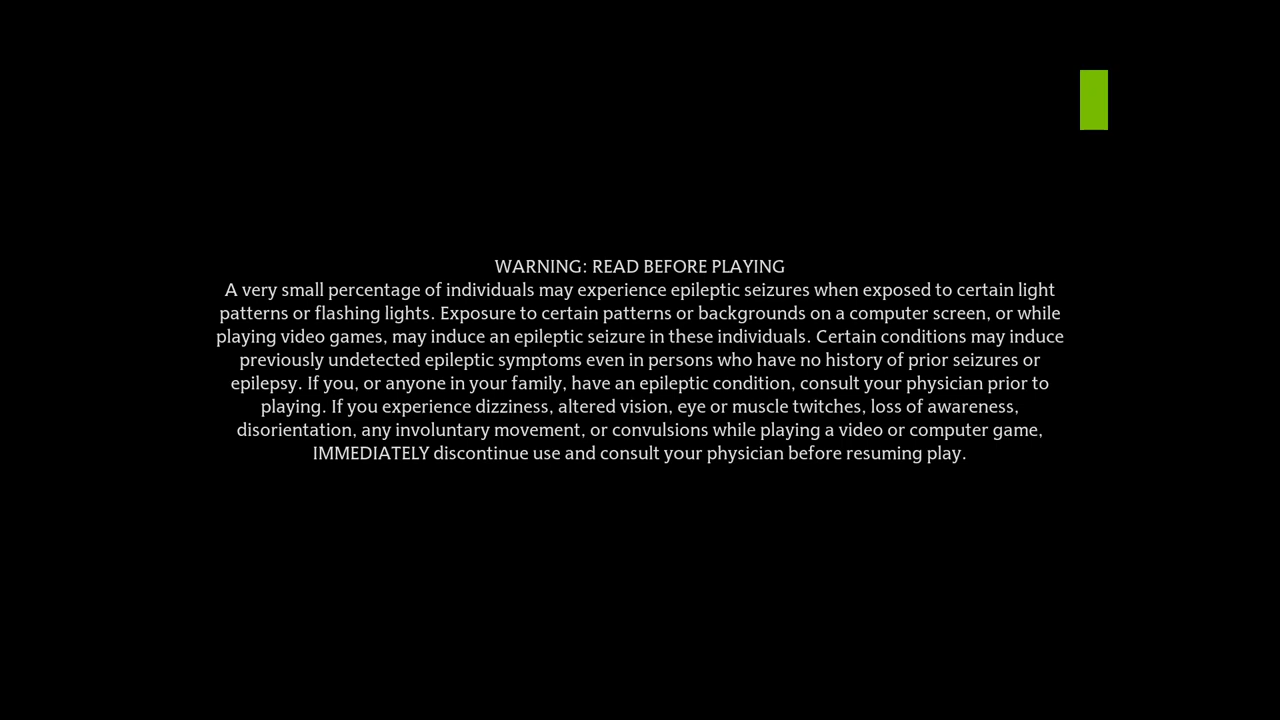 WARNING: READ BEFORE PLAYING
A very small percentage of individuals may experience epileptic seizures when exposed to certain light
patterns or flashing lights. Exposure to certain patterns or backgrounds on a computer screen, or while
playing video games, may induce an epileptic seizure in these individuals. Certain conditions may induce
previously undetected epileptic symptoms even in persons who have no history of prior seizures or
epilepsy. If you, or anyone in your family, have an epileptic condition, consult your physician prior to
playing. If you experience dizziness, altered vision, eye or muscle twitches, loss of awareness,
disorientation, any involuntary movement, or convulsions while playing a video or computer game,
IMMEDIATELY discontinue use and consult your physician before resuming play.